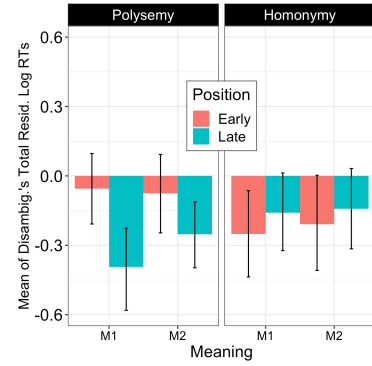 Polysemy Homonymy
Mean of Disambig.'s Total Resid. Log RTs
0.6
0.3
0.0
-0.3
-0.6
Position
Early
Late
M1 M2 M1 M2
Meaning